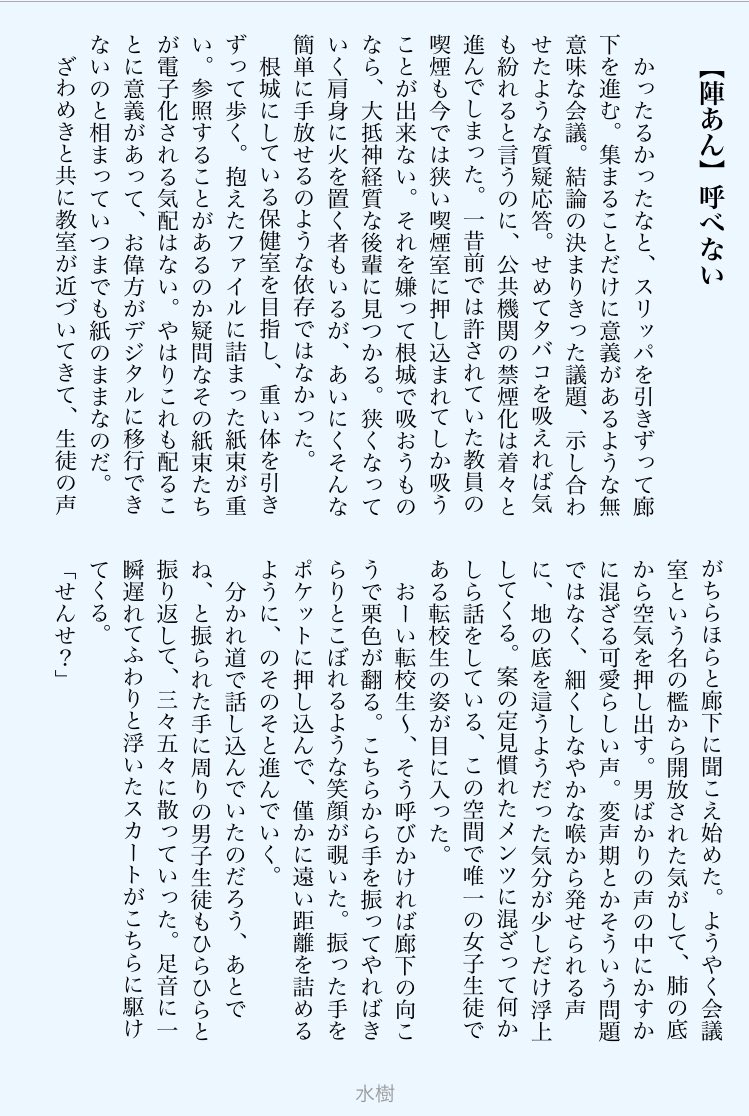 【陣あん】呼べない
　かったるかったなと、スリッパを引きずって廊
下を進む。集まることだけに意義があるような無
意味な会議。結論の決まりきった議題、示し合わ
せたような質疑応答。せめてタバコを吸えれば気
も紛れると言うのに、公共機関の禁煙化は着々と
進んでしまった。一昔前では許されていた教員の
喫煙も今では狭い喫煙室に押し込まれてしか吸う
ことが出来ない。それを嫌って根城で吸おうもの
なら、大抵神経質な後輩に見つかる。狭くなって
いく肩身に火を置く者もいるが、あいにくそんな
簡単に手放せるのような依存ではなかった。
　根城にしている保健室を目指し、重い体を引き
ずって歩く。抱えたファイルに詰まった紙束が重
い。参照することがあるのか疑問なその紙束たち
が電子化される気配はない。やはりこれも配るこ
とに意義があって、お偉方がデジタルに移行でき
ないのと相まっていつまでも紙のままなのだ。
　ざわめきと共に教室が近づいてきて、生徒の声
がちらほらと廊下に聞こえ始めた。ようやく会議
室という名の檻から開放された気がして、肺の底
から空気を押し出す。男ばかりの声の中にかすか
に混ざる可愛らしい声。変声期とかそういう問題
ではなく、細くしなやかな喉から発せられる声
に、地の底を這うようだった気分が少しだけ浮上
してくる。案の定見慣れたメンツに混ざって何か
しら話をしている、この空間で唯一の女子生徒で
ある転校生の姿が目に入った。
　おーい転校生〜、そう呼びかければ廊下の向こ
うで栗色が翻る。こちらから手を振ってやればき
らりとこぼれるような笑顔が覗いた。振った手を
ポケットに押し込んで、僅かに遠い距離を詰める
ように、のそのそと進んでいく。
　分かれ道で話し込んでいたのだろう、あとで
ね、と振られた手に周りの男子生徒もひらひらと
振り返して、三々五々に散っていった。足音に一
瞬遅れてふわりと浮いたスカートがこちらに駆け
てくる。
「せんせ？」
水樹